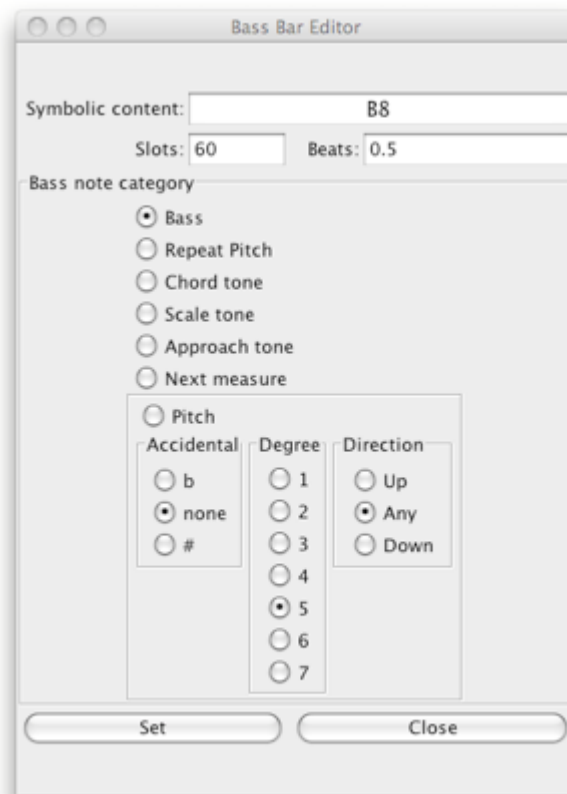 Bass Bar Editor
Symbolic content: B8
Slots: 60 Beats: 0.5
Bass note category
Bass
Repeat Pitch
Chord tone
Scale tone
Approach tone
Next measure
Pitch
Accidental Degree Direction
b 1 Up
none 2 Any
# 3 Down
4
5
6
7
Set Close